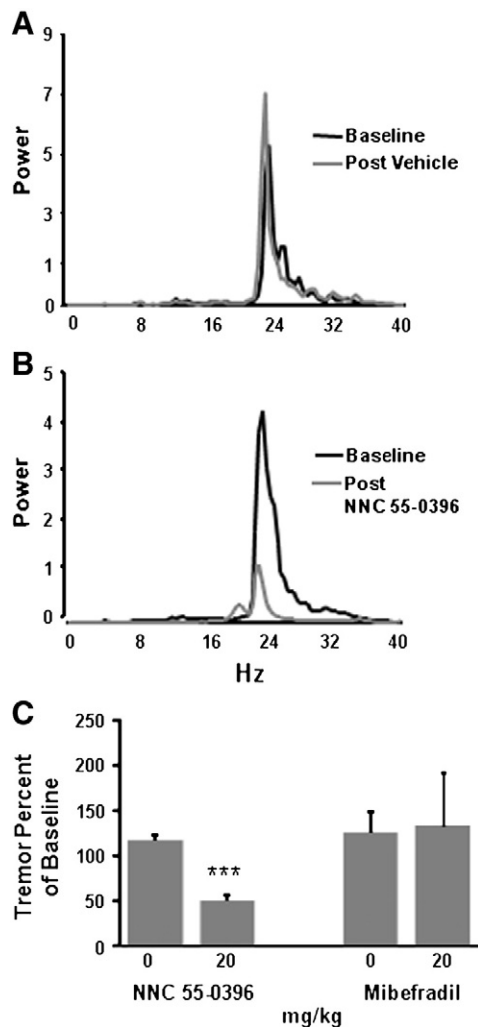 A
9
7
5
3
1
0
Power
Baseline
Post Vehicle
0 8 16 24 32 40
B
5
4
3
2
1
0
Power
Baseline
Post
NNC 55-0396
0 8 16 24 32 40
Hz
C
250
200
150
100
50
0
Tremor Percent
of Baseline
***
0 20 0 20
NNC 55-0396 Mibefradil
mg/kg